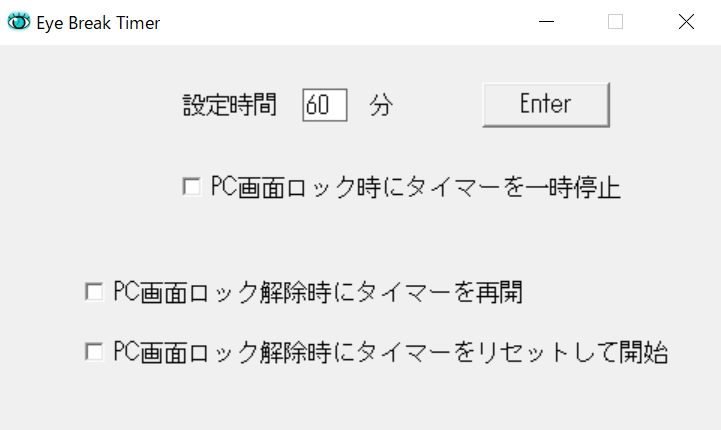 Eye Break Timer
設定時間 60 分 Enter
PC画面ロック時にタイマーを一時停止
PC画面ロック解除時にタイマーを再開
PC画面ロック解除時にタイマーをリセットして開始